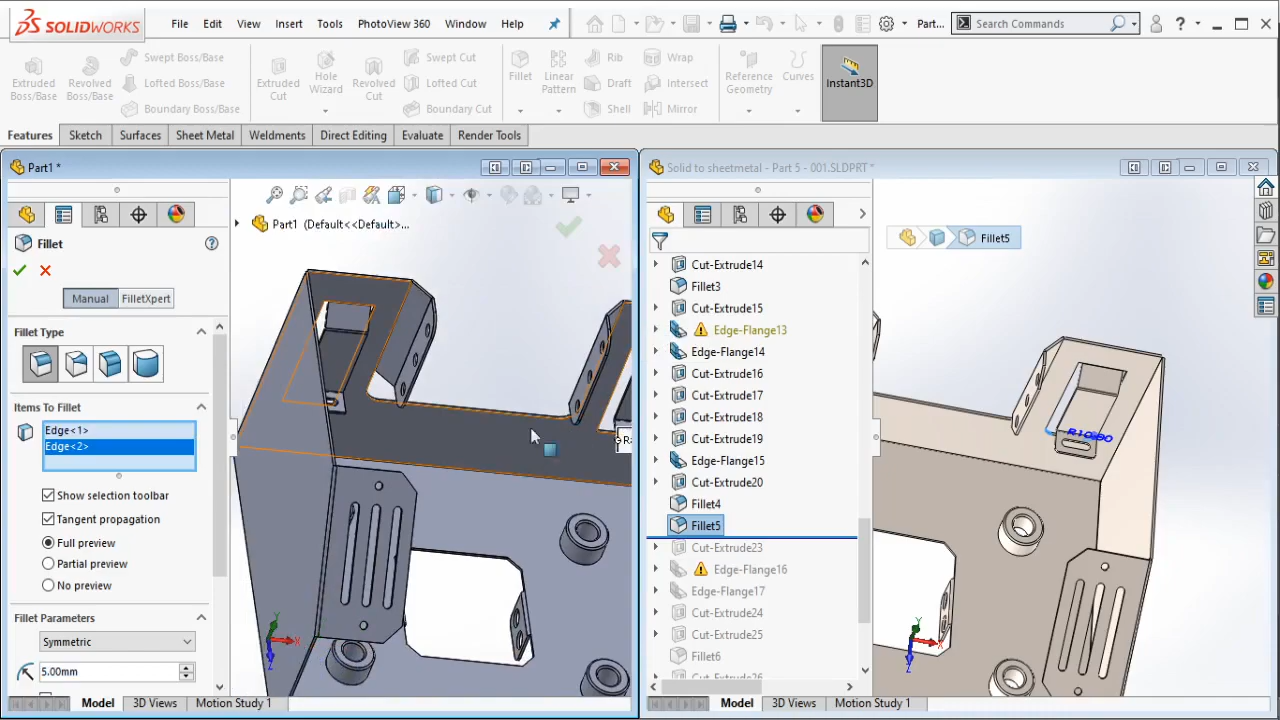 SOLIDWORKS File Edit View Insert Tools PhotoView 360 Window Help Part... Search Commands ?
Extruded Boss/Base
Revolved Boss/Base
Swept Boss/Base
Lofted Boss/Base
Boundary Boss/Base
Extruded Cut
Hole Wizard
Revolved Cut
Swept Cut
Lofted Cut
Boundary Cut
Fillet
Linear Pattern
Rib
Draft
Shell
Wrap
Intersect
Mirror
Reference Geometry
Curves
Instant3D
Features Sketch Surfaces Sheet Metal Weldments Direct Editing Evaluate Render Tools
Part1 *
Part1 (Default<<Default>...
Fillet
Manual FilletXpert
Fillet Type
Items To Fillet
Edge<1>
Edge<2>
Show selection toolbar
Tangent propagation
Full preview
Partial preview
No preview
Fillet Parameters
Symmetric
5.00mm
Y
X
Z
Model 3D Views Motion Study 1
Solid to sheetmetal - Part 5 - 001.SLDPRT *
Cut-Extrude14
Fillet3
Cut-Extrude15
Edge-Flange13
Edge-Flange14
Cut-Extrude16
Cut-Extrude17
Cut-Extrude18
Cut-Extrude19
Edge-Flange15
Cut-Extrude20
Fillet4
Fillet5
Cut-Extrude23
Edge-Flange16
Edge-Flange17
Cut-Extrude24
Cut-Extrude25
Fillet6
Cut-Extrude26
Fillet5
Y
X
Z
Model 3D Views Motion Study 1